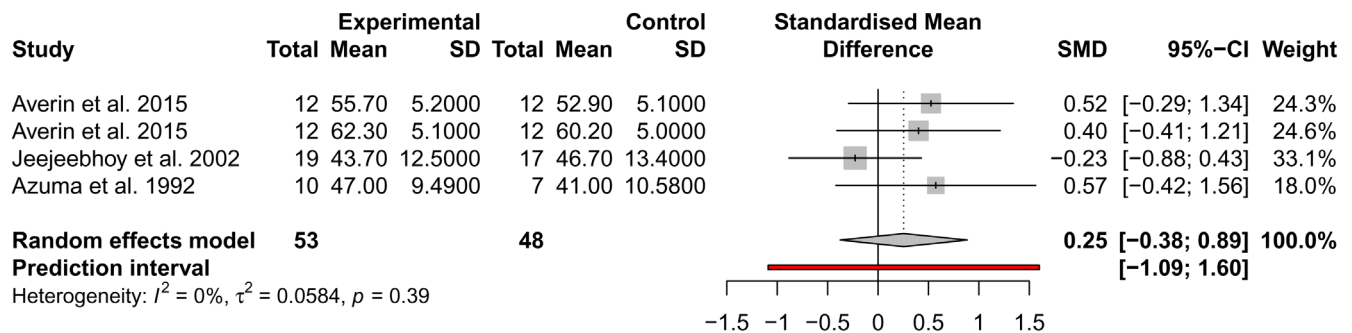 Experimental Control Standardised Mean
Study Total Mean SD Total Mean SD Difference SMD 95%−CI Weight
Averin et al. 2015 12 55.70 5.2000 12 52.90 5.1000 0.52 [−0.29; 1.34] 24.3%
Averin et al. 2015 12 62.30 5.1000 12 60.20 5.0000 0.40 [−0.41; 1.21] 24.6%
Jeejeebhoy et al. 2002 19 43.70 12.5000 17 46.70 13.4000 −0.23 [−0.88; 0.43] 33.1%
Azuma et al. 1992 10 47.00 9.4900 7 41.00 10.5800 0.57 [−0.42; 1.56] 18.0%
Random effects model 53 48 0.25 [−0.38; 0.89] 100.0%
Prediction interval [−1.09; 1.60]
Heterogeneity: I² = 0%, τ² = 0.0584, p = 0.39
−1.5 −1 −0.5 0 0.5 1 1.5